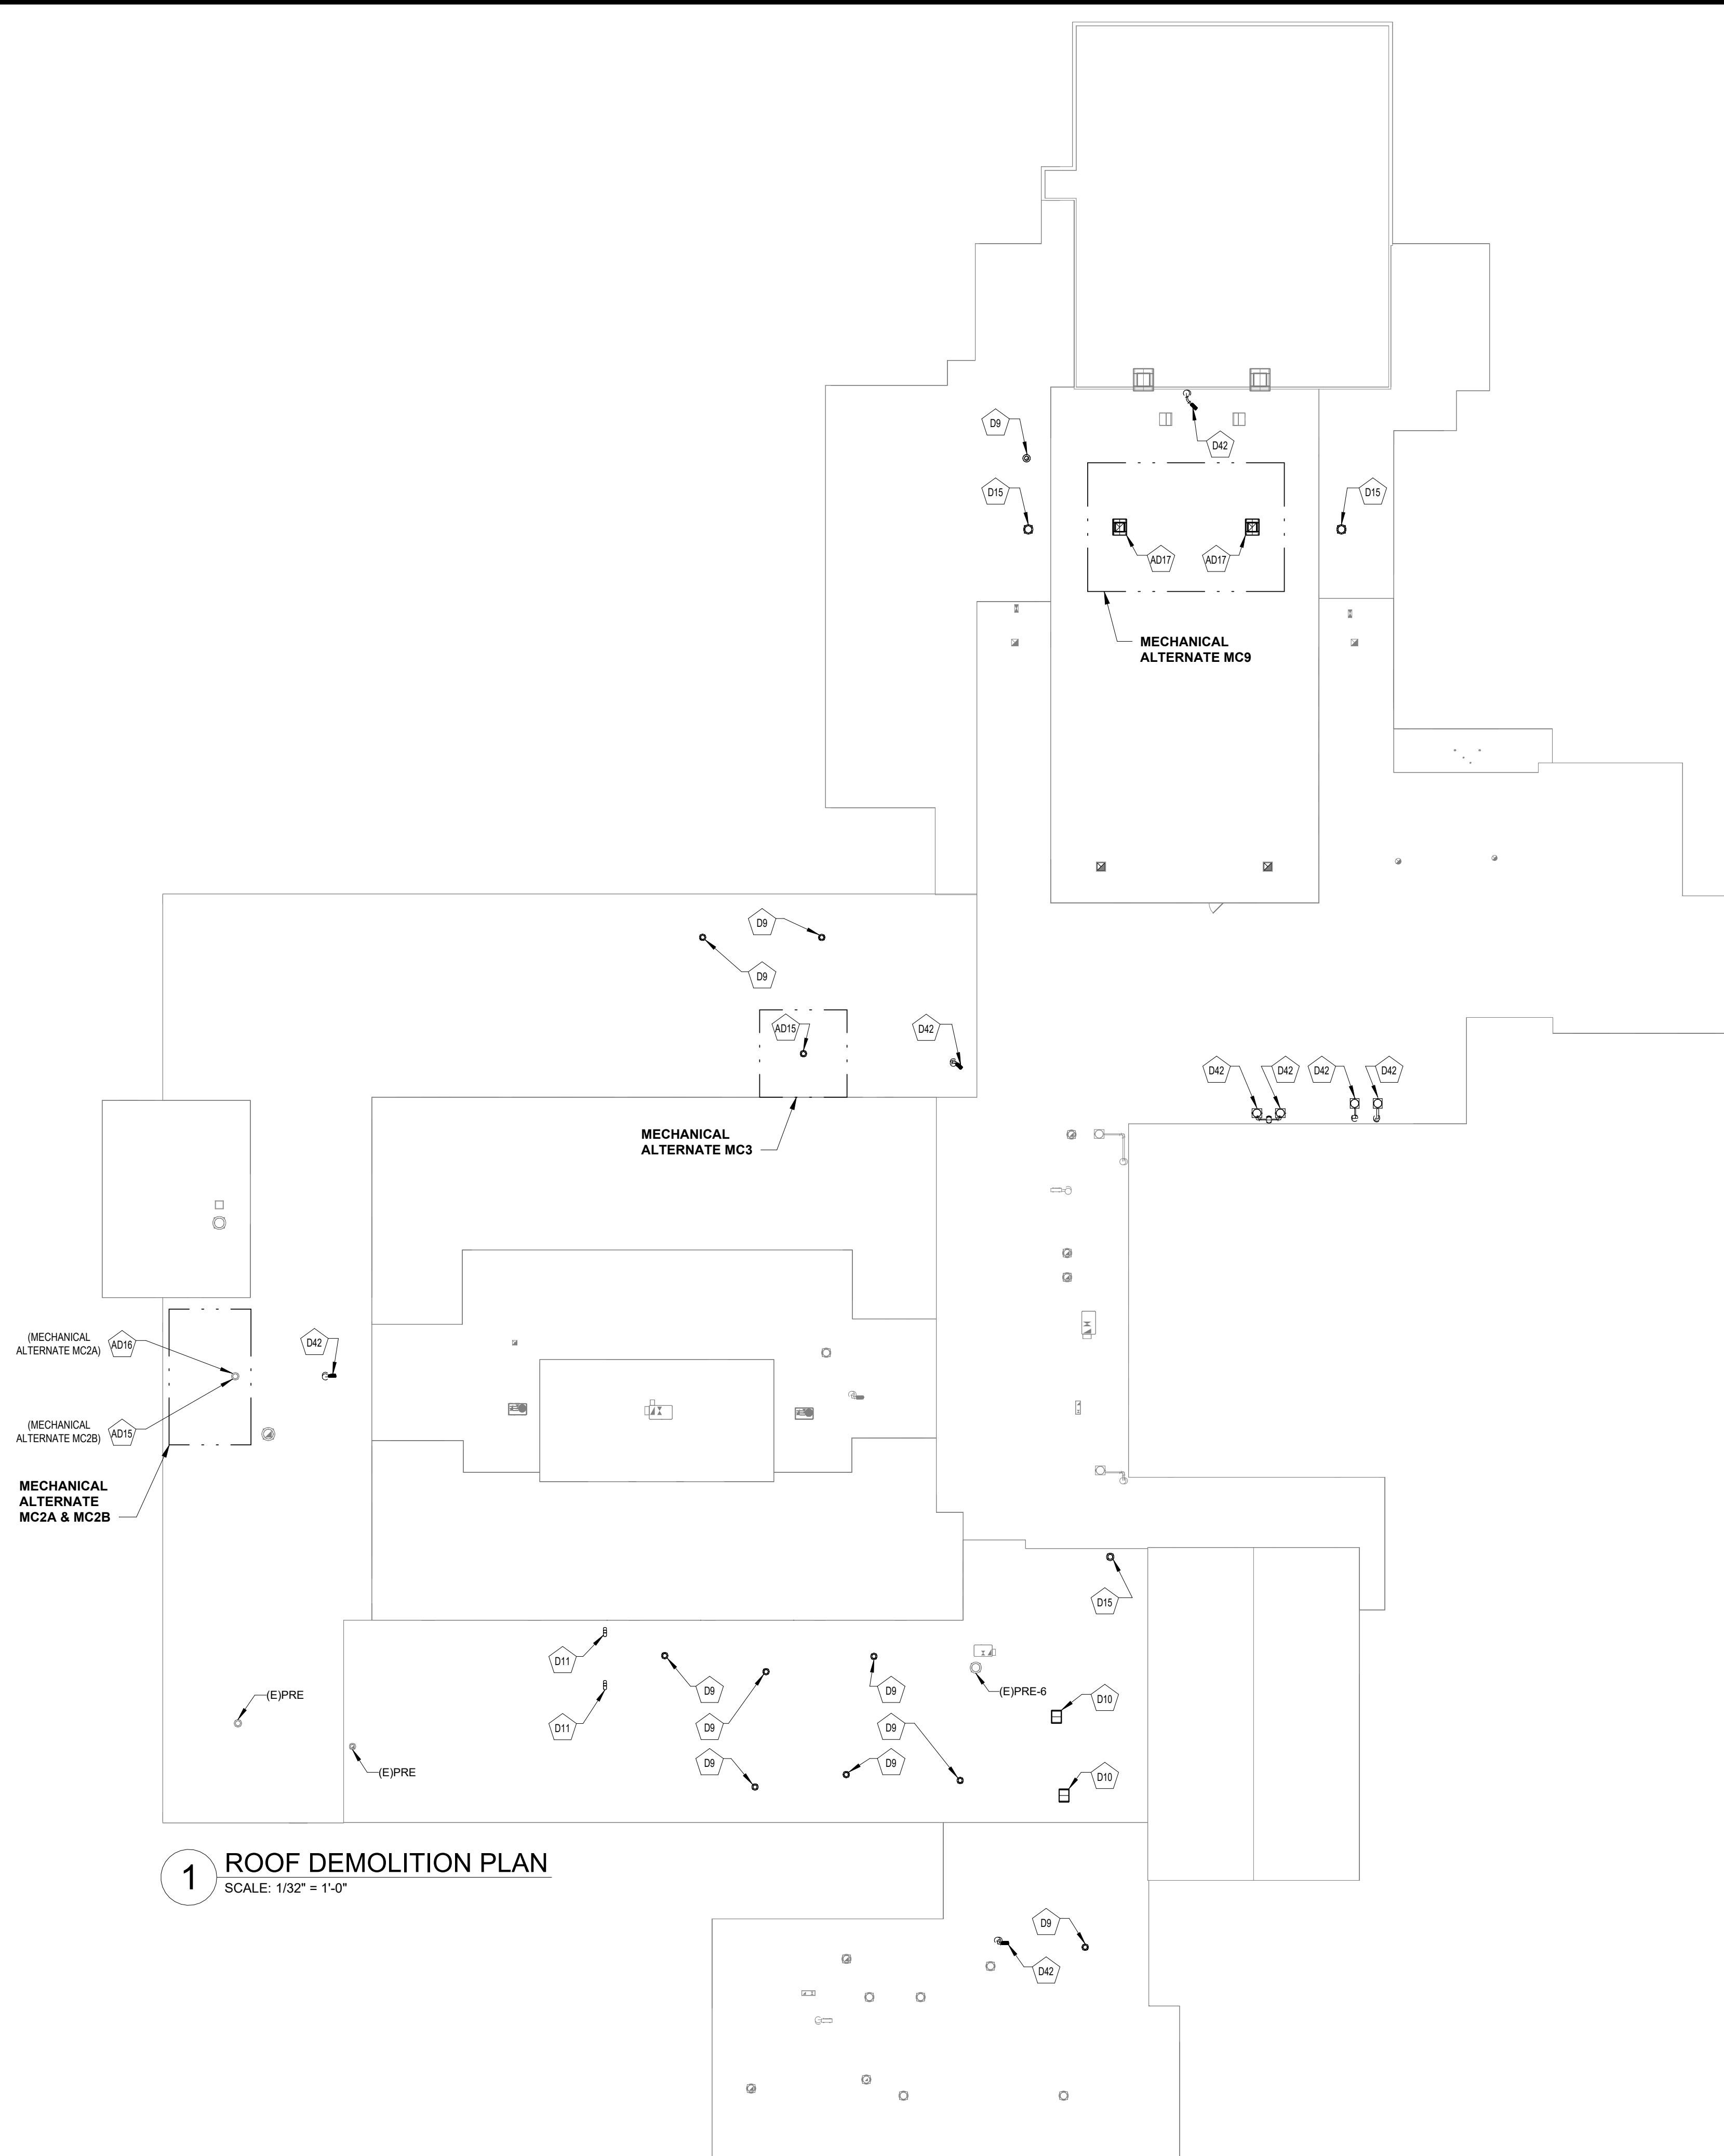 D9
D42
D15
D15
AD17
AD17
MECHANICAL
ALTERNATE MC9
D9
D9
AD15
D42
D42
D42
D42
D42
MECHANICAL
ALTERNATE MC3
(MECHANICAL
ALTERNATE MC2A)
AD16
D42
(MECHANICAL
ALTERNATE MC2B)
AD15
MECHANICAL
ALTERNATE
MC2A & MC2B
D15
D11
D9
D9
(E)PRE-6
(E)PRE
D10
D11
D9
D9
D9
D9
(E)PRE
D10
1
ROOF DEMOLITION PLAN
SCALE: 1/32" = 1'-0"
D9
D42